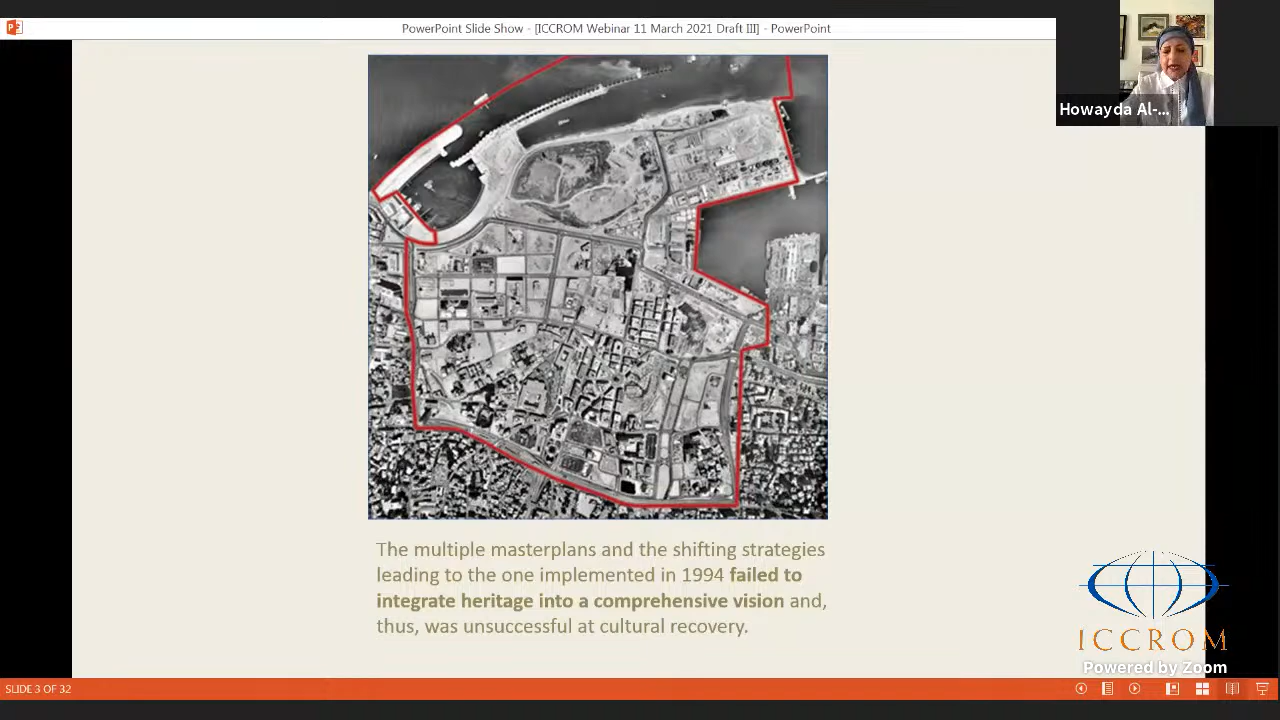 PowerPoint Slide Show - [ICCROM Webinar 11 March 2021 Draft III] - PowerPoint
Howayda Al-...
The multiple masterplans and the shifting strategies
leading to the one implemented in 1994 failed to
integrate heritage into a comprehensive vision and,
thus, was unsuccessful at cultural recovery.
ICCROM
Powered by Zoom
SLIDE 3 OF 32